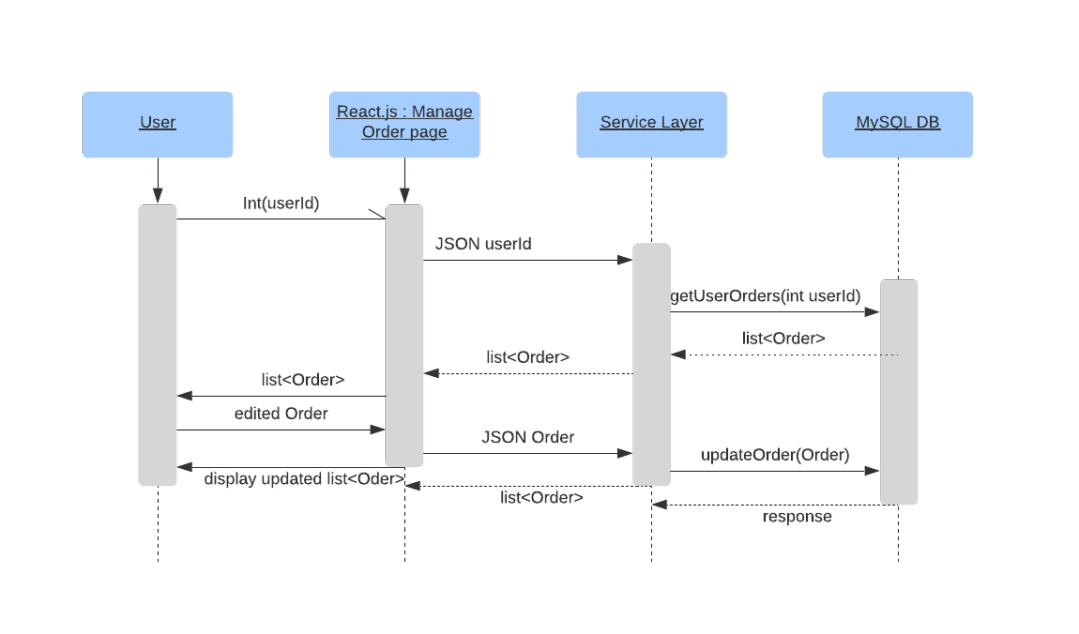 User
React.js : Manage
Order page
Service Layer
MySQL DB
Int(userId)
JSON userId
getUserOrders(int userId)
list<Order>
list<Order>
list<Order>
edited Order
JSON Order
updateOrder(Order)
display updated list<Oder>
list<Order>
response